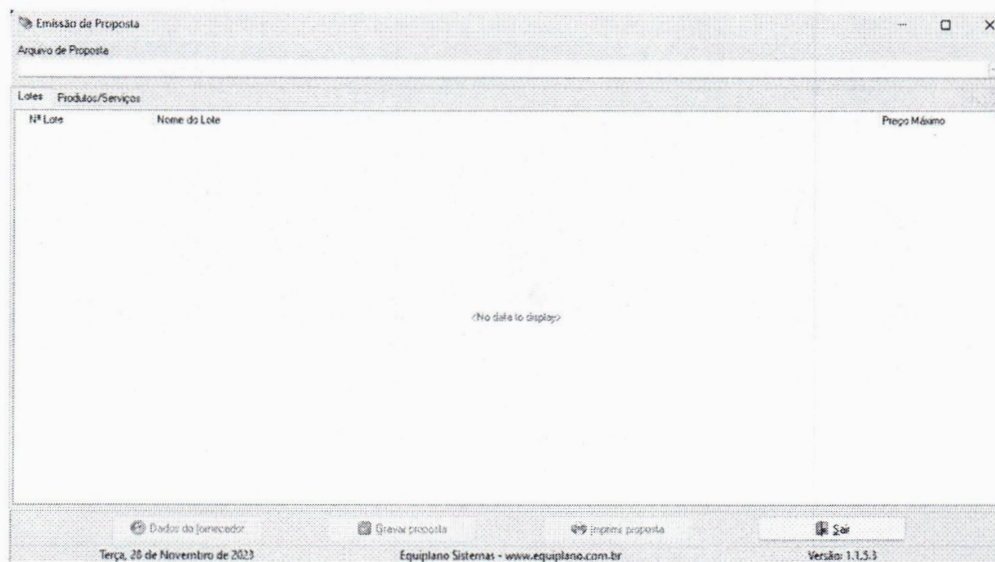 Emissão de Proposta
Arquivo de Proposta
Lotes Produtos/Serviços
Nº Lote Nome do Lote Preço Máximo
<No data to display>
Dados do fornecedor Gravar proposta Imprimir proposta Sair
Terça, 28 de Novembro de 2023 Equiplano Sistemas - www.equiplano.com.br Versão: 1.1.5.3